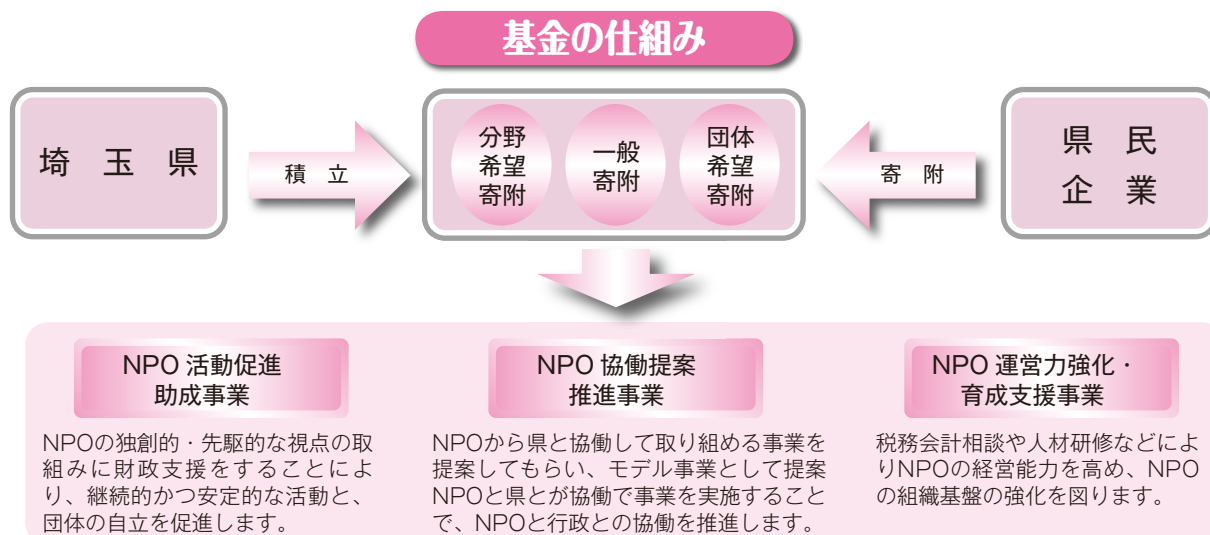 基金の仕組み
埼 玉 県
積 立
分野
希望
寄附
一般
寄附
団体
希望
寄附
寄 附
県 民
企 業
NPO 活動促進
助成事業
NPOの独創的・先駆的な視点の取
組みに財政支援をすることによ
り、継続的かつ安定的な活動と、
団体の自立を促進します。
NPO 協働提案
推進事業
NPOから県と協働して取り組める事業を
提案してもらい、モデル事業として提案
NPOと県とが協働で事業を実施すること
で、NPOと行政との協働を推進します。
NPO 運営力強化・
育成支援事業
税務会計相談や人材研修などによ
りNPOの経営能力を高め、NPO
の組織基盤の強化を図ります。